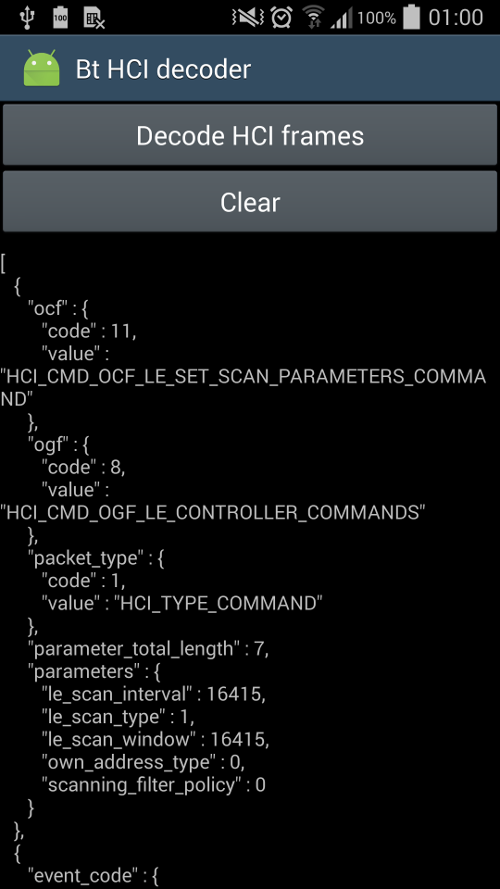 100 100% 01:00
Bt HCI decoder
Decode HCI frames
Clear
[
{
"ocf" : {
"code" : 11,
"value" :
"HCI_CMD_OCF_LE_SET_SCAN_PARAMETERS_COMMA
ND"
},
"ogf" : {
"code" : 8,
"value" :
"HCI_CMD_OGF_LE_CONTROLLER_COMMANDS"
},
"packet_type" : {
"code" : 1,
"value" : "HCI_TYPE_COMMAND"
},
"parameter_total_length" : 7,
"parameters" : {
"le_scan_interval" : 16415,
"le_scan_type" : 1,
"le_scan_window" : 16415,
"own_address_type" : 0,
"scanning_filter_policy" : 0
}
},
{
"event_code" : {